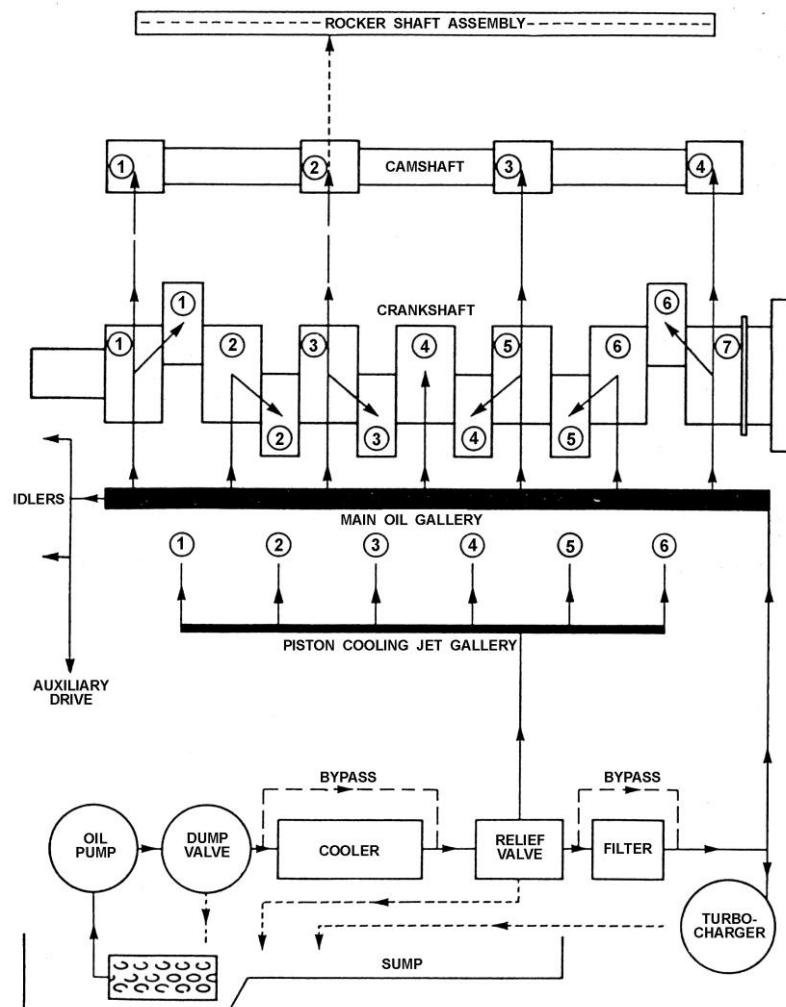 ROCKER SHAFT ASSEMBLY
1 2 CAMSHAFT 3 4
1 6
CRANKSHAFT
1 2 3 4 5 6 7
2 3 4 5
IDLERS
MAIN OIL GALLERY
1 2 3 4 5 6
PISTON COOLING JET GALLERY
AUXILIARY
DRIVE
BYPASS BYPASS
OIL
PUMP
DUMP
VALVE
COOLER
RELIEF
VALVE
FILTER
TURBO-
CHARGER
SUMP